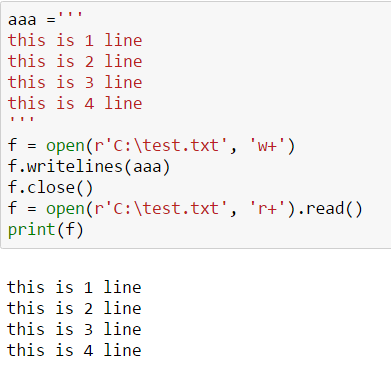 aaa ='''
this is 1 line
this is 2 line
this is 3 line
this is 4 line
'''
f = open(r'C:\test.txt', 'w+')
f.writelines(aaa)
f.close()
f = open(r'C:\test.txt', 'r+').read()
print(f)
this is 1 line
this is 2 line
this is 3 line
this is 4 line